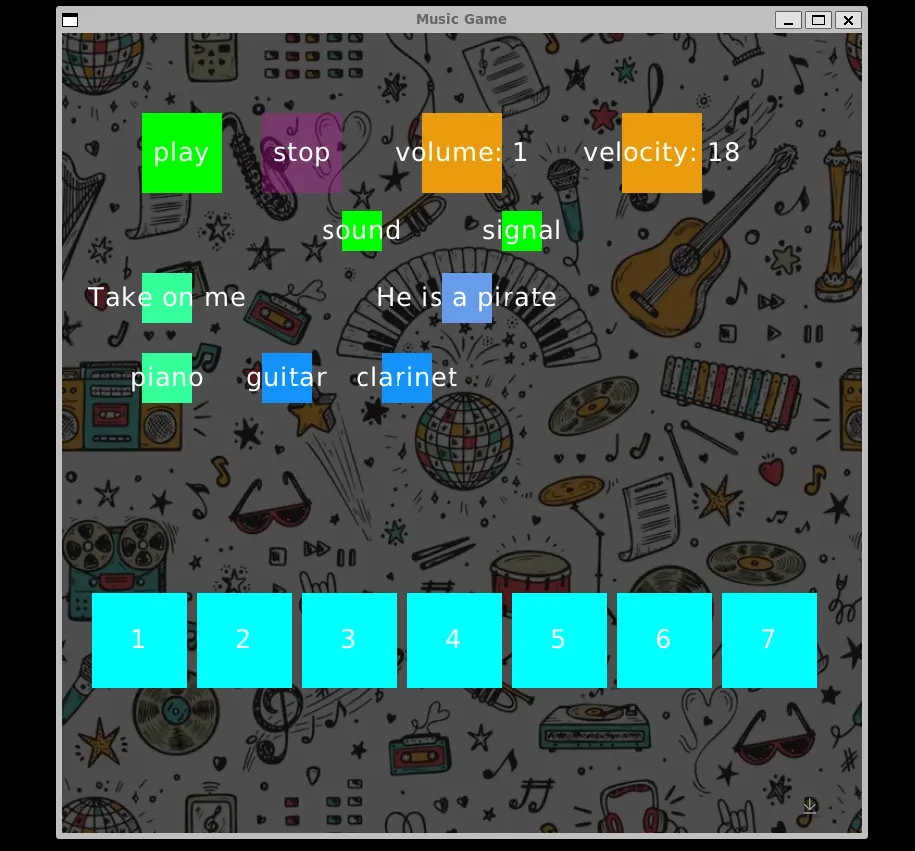 Music Game
play stop volume: 1 velocity: 18
sound signal
Take on me He is a pirate
piano guitar clarinet
1 2 3 4 5 6 7